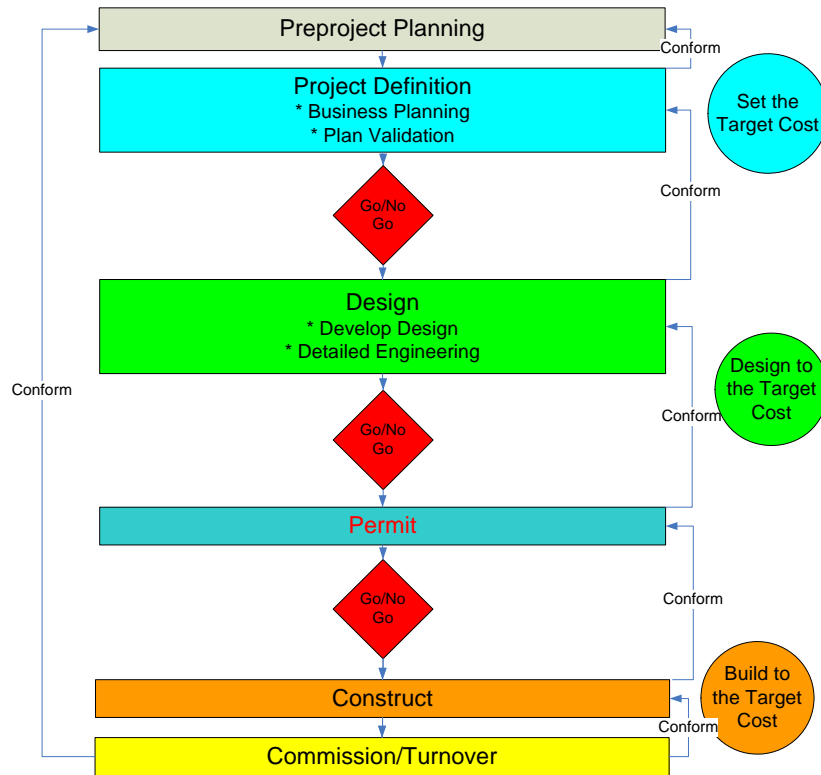 Preproject Planning
Conform
Project Definition
* Business Planning
* Plan Validation
Set the
Target Cost
Conform
Go/No
Go
Design
* Develop Design
* Detailed Engineering
Design to
the Target
Cost
Conform
Conform
Go/No
Go
Permit
Go/No
Go
Conform
Construct
Build to
the Target
Cost
Conform
Commission/Turnover